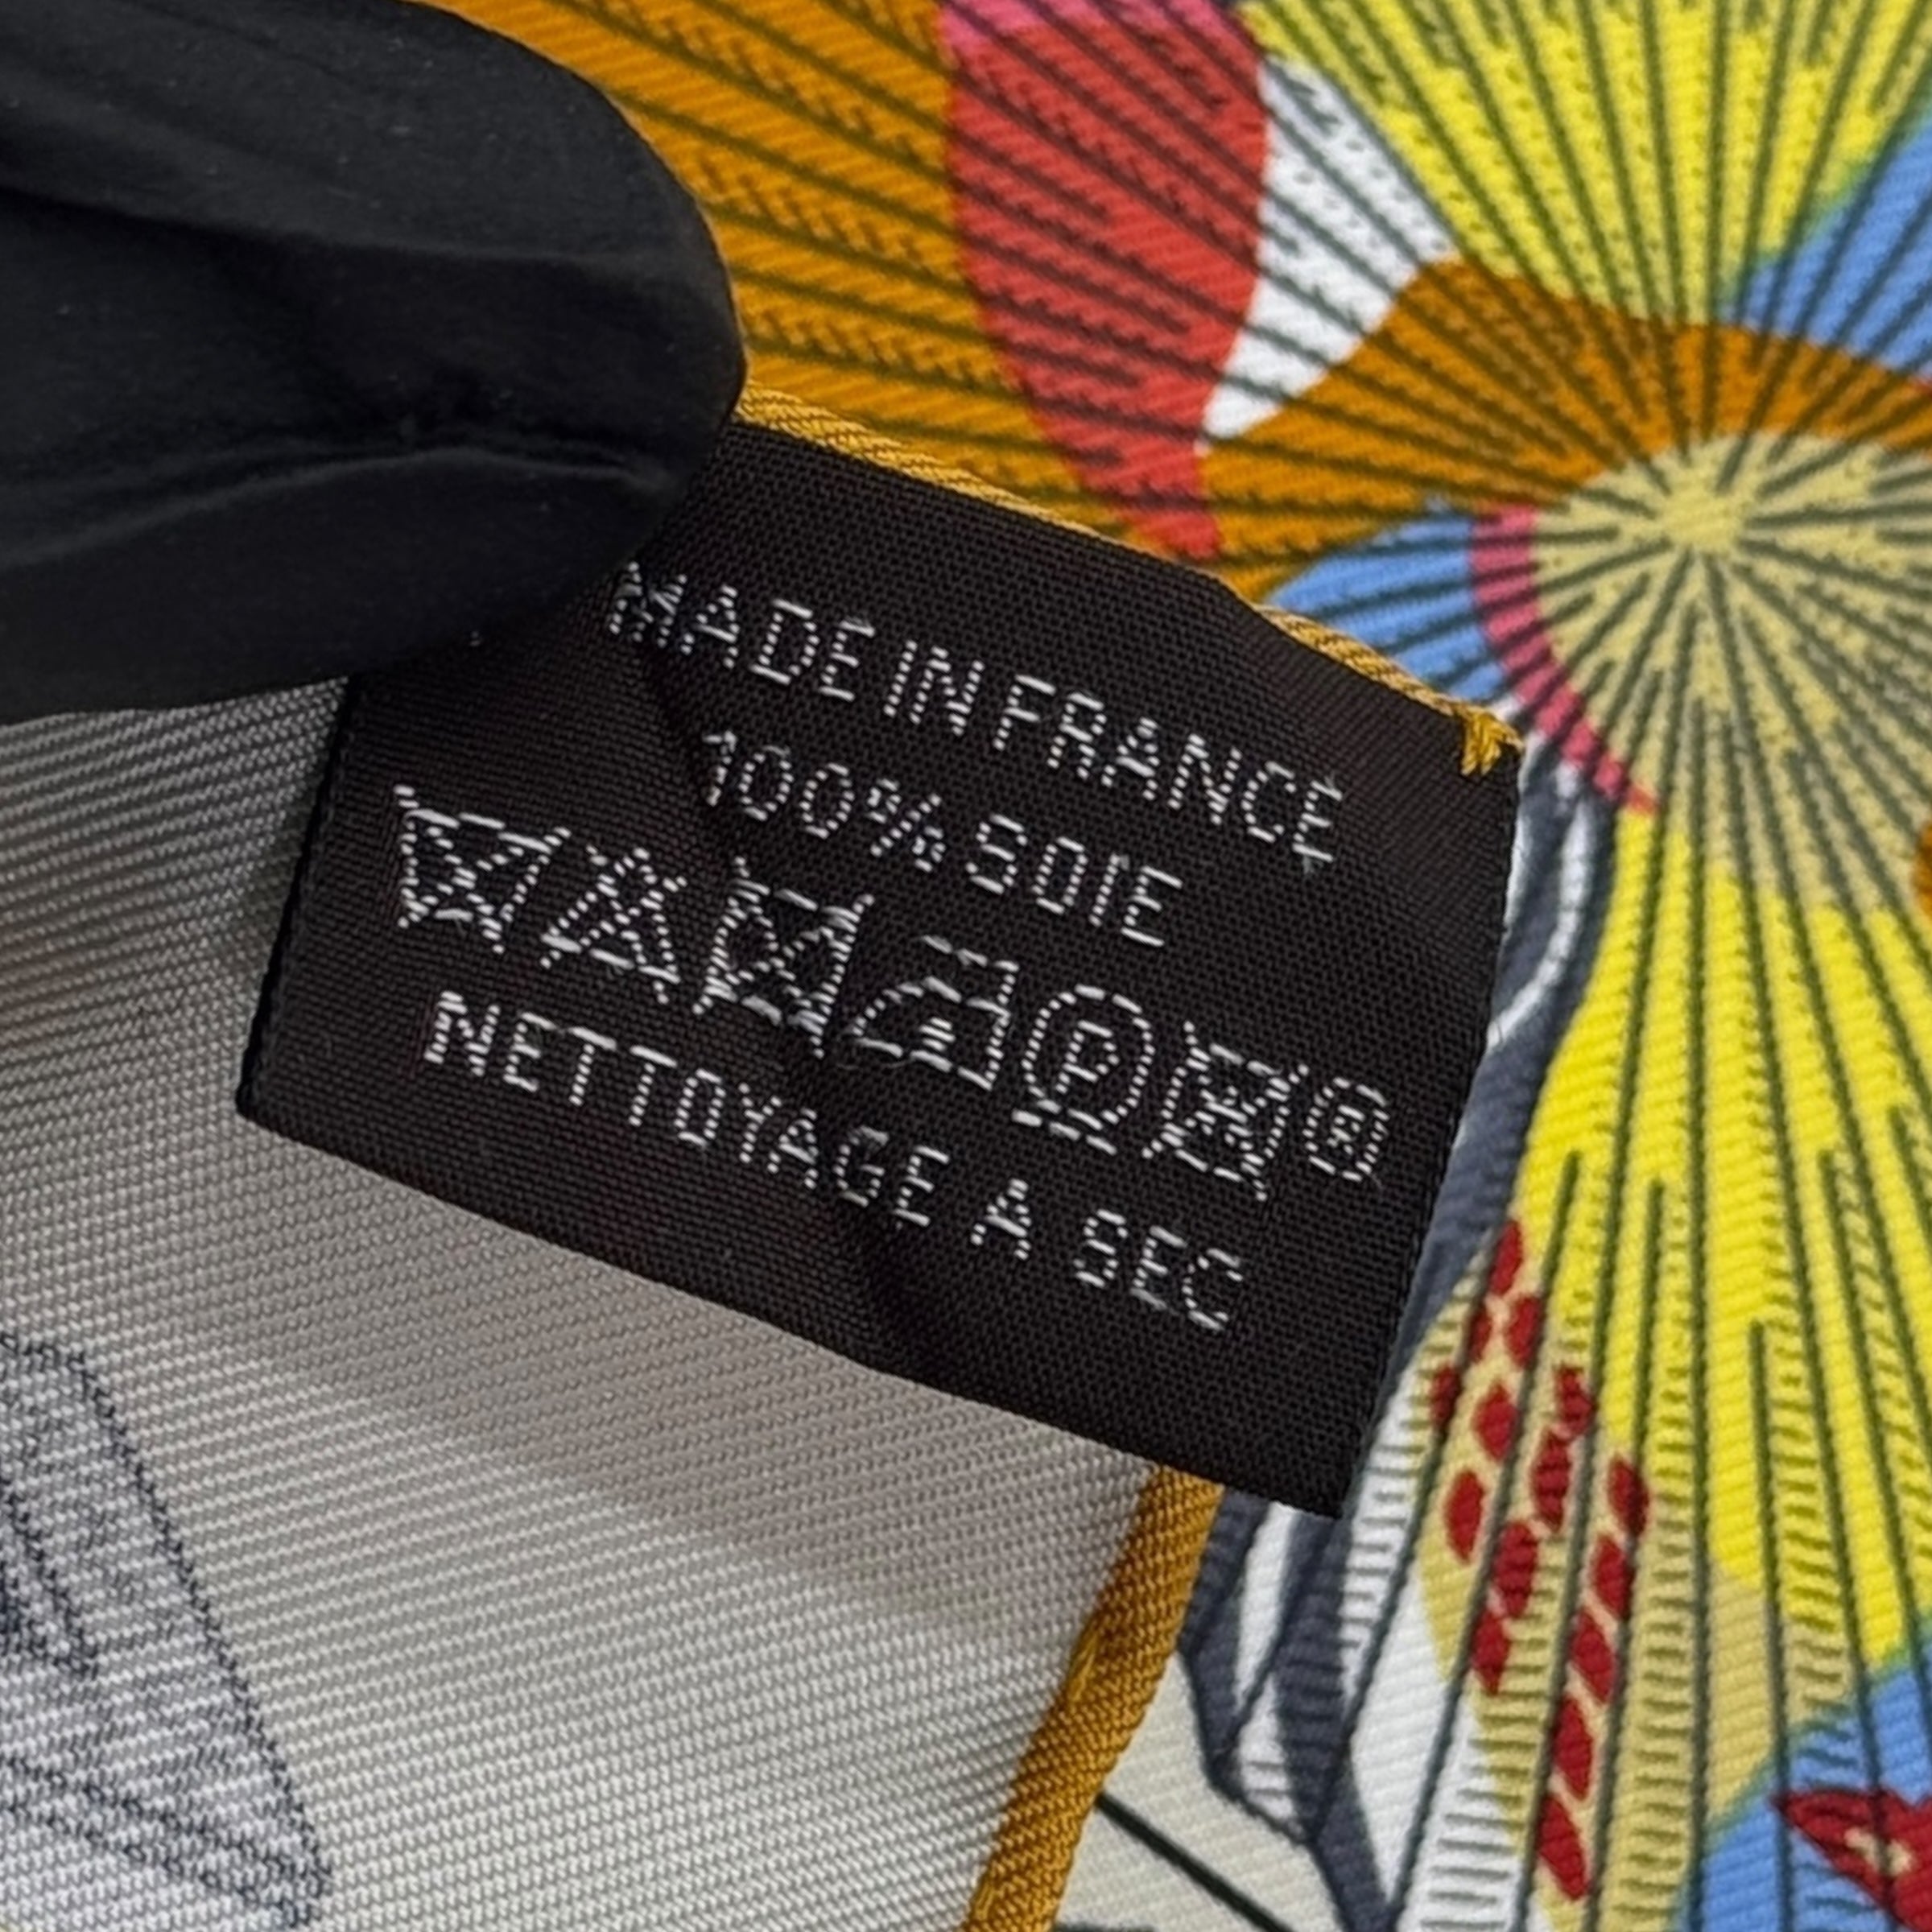 MADE IN FRANCE
100% SOIE
P W ®
NETTOYAGE A SEC